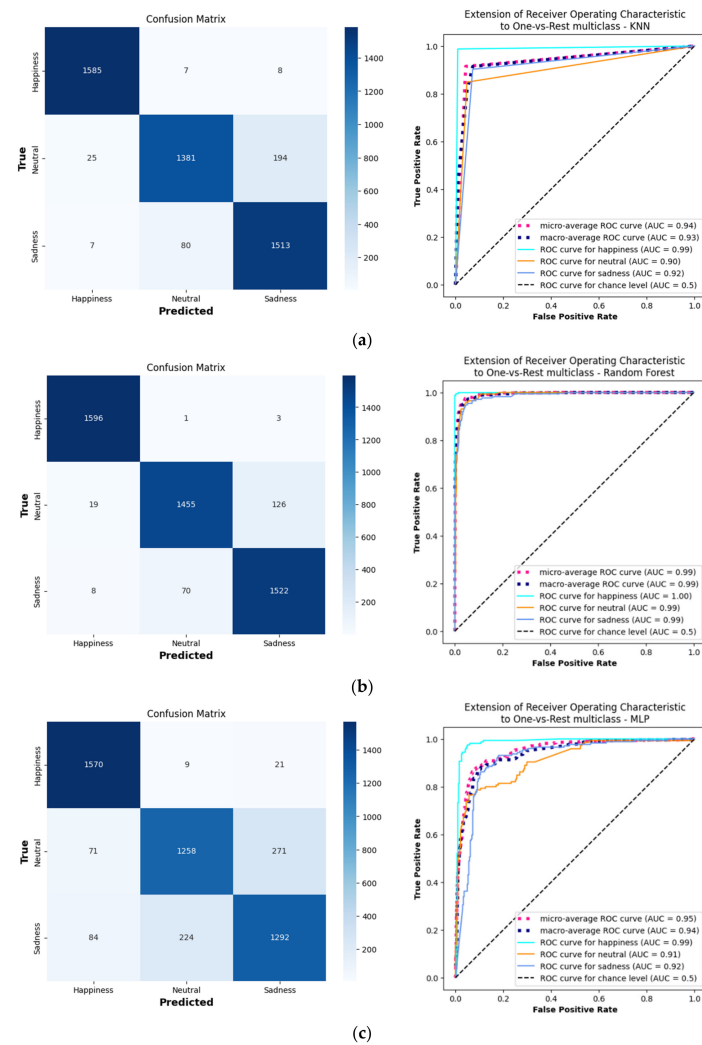 Confusion Matrix
Happiness
Neutral
Sadness
True
1585 7 8
25 1381 194
7 80 1513
Happiness Neutral Sadness
Predicted
1400
1200
1000
800
600
400
200
Extension of Receiver Operating Characteristic
to One-vs-Rest multiclass - KNN
True Positive Rate
1.0
0.8
0.6
0.4
0.2
0.0
micro-average ROC curve (AUC = 0.94)
macro-average ROC curve (AUC = 0.93)
ROC curve for happiness (AUC = 0.99)
ROC curve for neutral (AUC = 0.90)
ROC curve for sadness (AUC = 0.92)
ROC curve for chance level (AUC = 0.5)
0.0 0.2 0.4 0.6 0.8 1.0
False Positive Rate
(a)
Confusion Matrix
Happiness
Neutral
Sadness
True
1596 1 3
19 1455 126
8 70 1522
Happiness Neutral Sadness
Predicted
1400
1200
1000
800
600
400
200
Extension of Receiver Operating Characteristic
to One-vs-Rest multiclass - Random Forest
True Positive Rate
1.0
0.8
0.6
0.4
0.2
0.0
micro-average ROC curve (AUC = 0.99)
macro-average ROC curve (AUC = 0.99)
ROC curve for happiness (AUC = 1.00)
ROC curve for neutral (AUC = 0.99)
ROC curve for sadness (AUC = 0.99)
ROC curve for chance level (AUC = 0.5)
0.0 0.2 0.4 0.6 0.8 1.0
False Positive Rate
(b)
Confusion Matrix
Happiness
Neutral
Sadness
True
1570 9 21
71 1258 271
84 224 1292
Happiness Neutral Sadness
Predicted
1400
1200
1000
800
600
400
200
Extension of Receiver Operating Characteristic
to One-vs-Rest multiclass - MLP
True Positive Rate
1.0
0.8
0.6
0.4
0.2
0.0
micro-average ROC curve (AUC = 0.95)
macro-average ROC curve (AUC = 0.94)
ROC curve for happiness (AUC = 0.99)
ROC curve for neutral (AUC = 0.91)
ROC curve for sadness (AUC = 0.92)
ROC curve for chance level (AUC = 0.5)
0.0 0.2 0.4 0.6 0.8 1.0
False Positive Rate
(c)